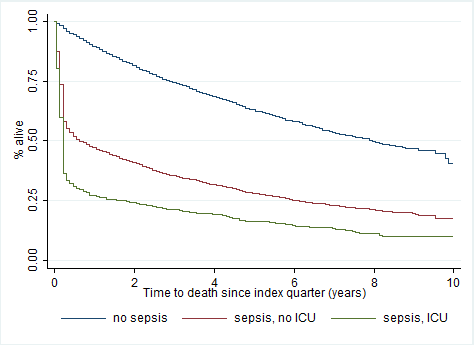 1.00
0.75
0.50
0.25
0.00
% alive
0 2 4 6 8 10
Time to death since index quarter (years)
no sepsis sepsis, no ICU sepsis, ICU